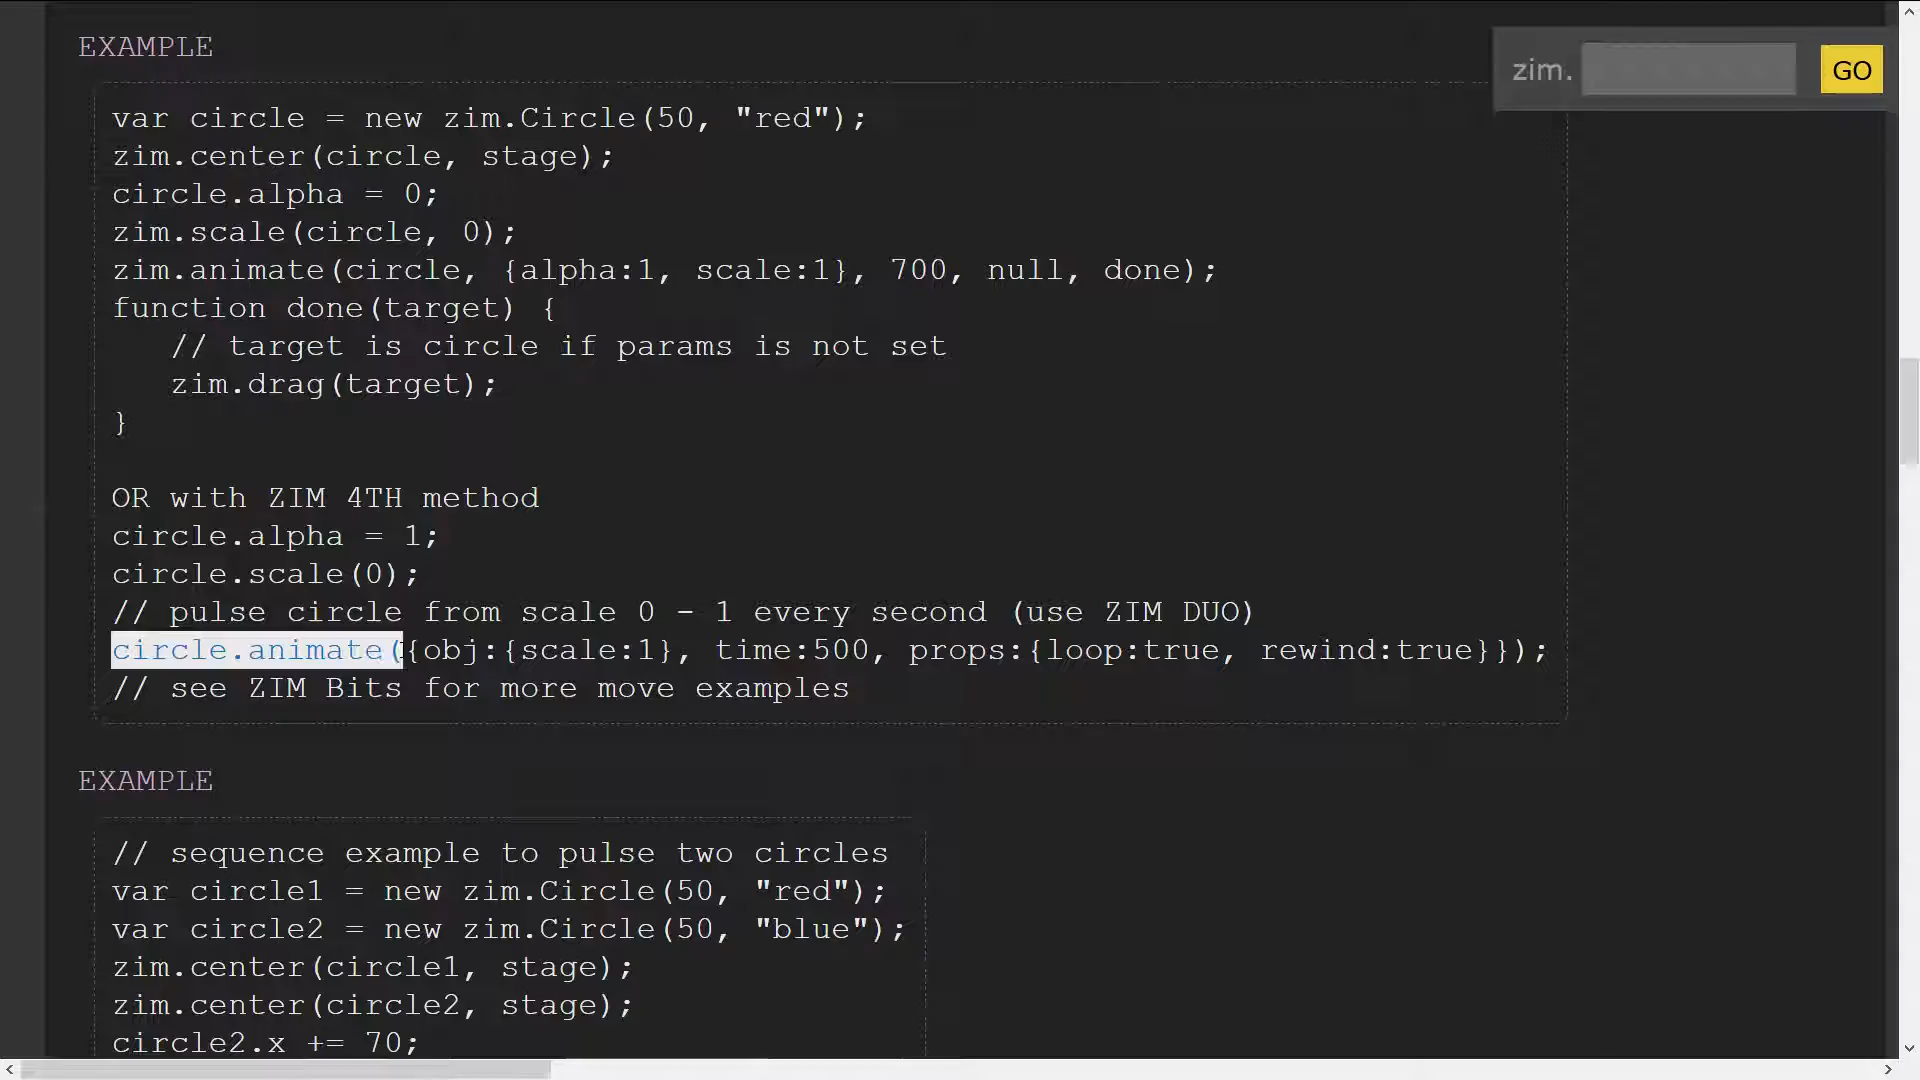 EXAMPLE
zim.
GO
var circle = new zim.Circle(50, "red");
zim.center(circle, stage);
circle.alpha = 0;
zim.scale(circle, 0);
zim.animate(circle, {alpha:1, scale:1}, 700, null, done);
function done(target) {
// target is circle if params is not set
zim.drag(target);
}
OR with ZIM 4TH method
circle.alpha = 1;
circle.scale(0);
// pulse circle from scale 0 - 1 every second (use ZIM DUO)
circle.animate({obj:{scale:1}, time:500, props:{loop:true, rewind:true}});
// see ZIM Bits for more move examples
EXAMPLE
// sequence example to pulse two circles
var circle1 = new zim.Circle(50, "red");
var circle2 = new zim.Circle(50, "blue");
zim.center(circle1, stage);
zim.center(circle2, stage);
circle2.x += 70;